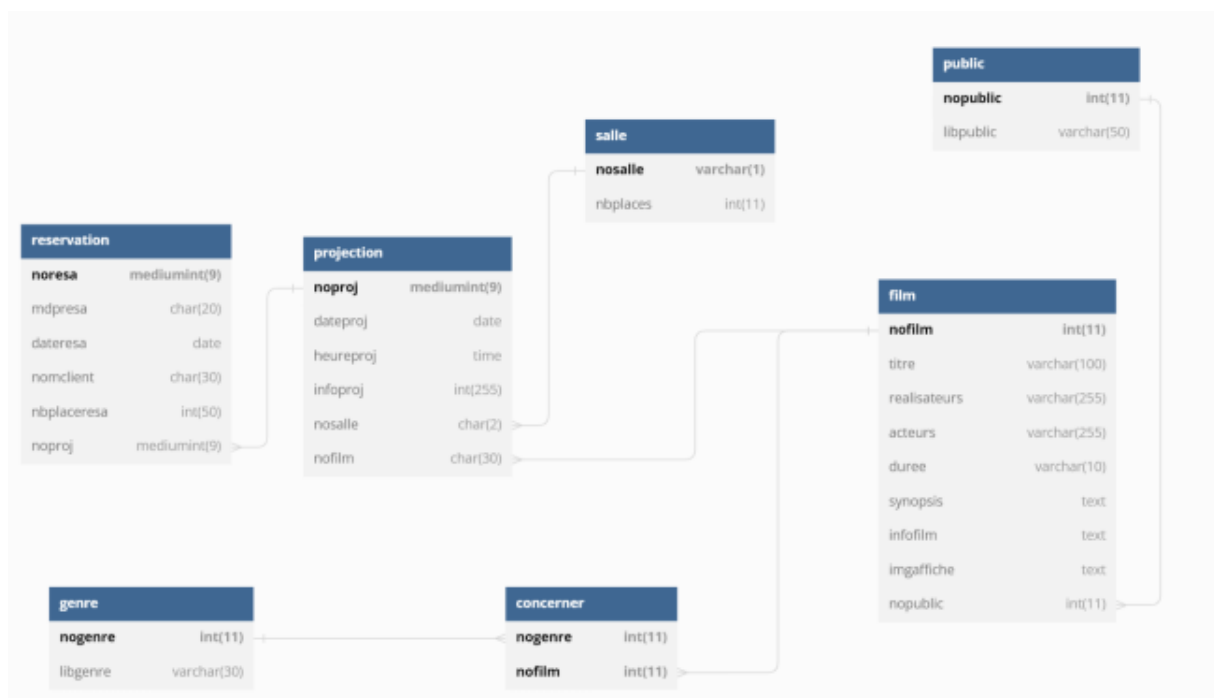 public
nopublic int(11)
libpublic varchar(50)
salle
nosalle varchar(1)
nbplaces int(11)
reservation
noresa mediumint(9)
mdpresa char(20)
dateresa date
nomclient char(30)
nbplaceresa int(50)
noproj mediumint(9)
projection
noproj mediumint(9)
dateproj date
heureproj time
infoproj int(255)
nosalle char(2)
nofilm char(30)
film
nofilm int(11)
titre varchar(100)
realisateurs varchar(255)
acteurs varchar(255)
duree varchar(10)
synopsis text
infofilm text
imgaffiche text
nopublic int(11)
genre
nogenre int(11)
libgenre varchar(30)
concerner
nogenre int(11)
nofilm int(11)